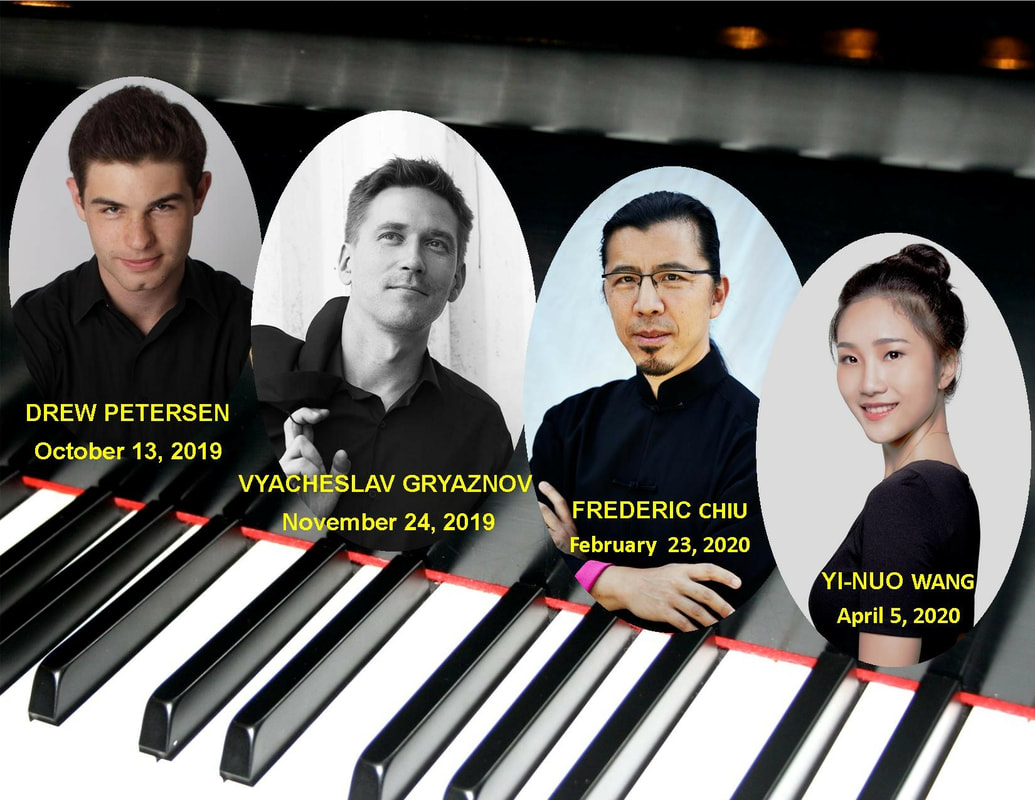 DREW PETERSEN
October 13, 2019
VYACHESLAV GRYAZNOV
November 24, 2019
FREDERIC CHIU
February  23, 2020
YI-NUO WANG
April 5, 2020